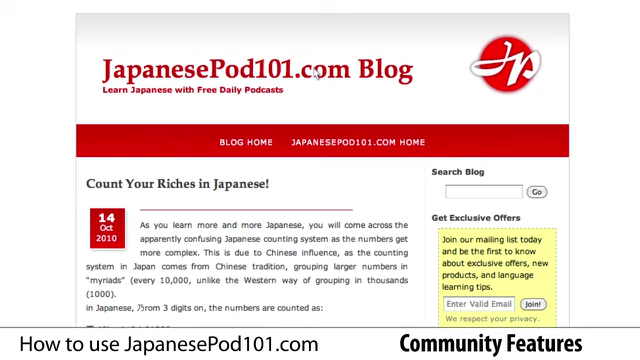 JapanesePod101.com Blog
Learn Japanese with Free Daily Podcasts
BLOG HOME JAPANESEPOD101.COM HOME
Count Your Riches in Japanese!
14
Oct
2010
As you learn more and more Japanese, you will come across the
apparently confusing Japanese counting system as the numbers get
more complex. This is due to Chinese influence, as the counting
system in Japan comes from Chinese tradition, grouping larger numbers in
"myriads" (every 10,000, unlike the Western way of grouping in thousands
(1000).
in Japanese, from 3 digits on, the numbers are counted as:
Search Blog
Go
Get Exclusive Offers
Join our mailing list today
and be the first to know
about exclusive offers, new
products, and language
learning tips.
Enter Valid Email Join!
We respect your privacy.
How to use JapanesePod101.com
Community Features